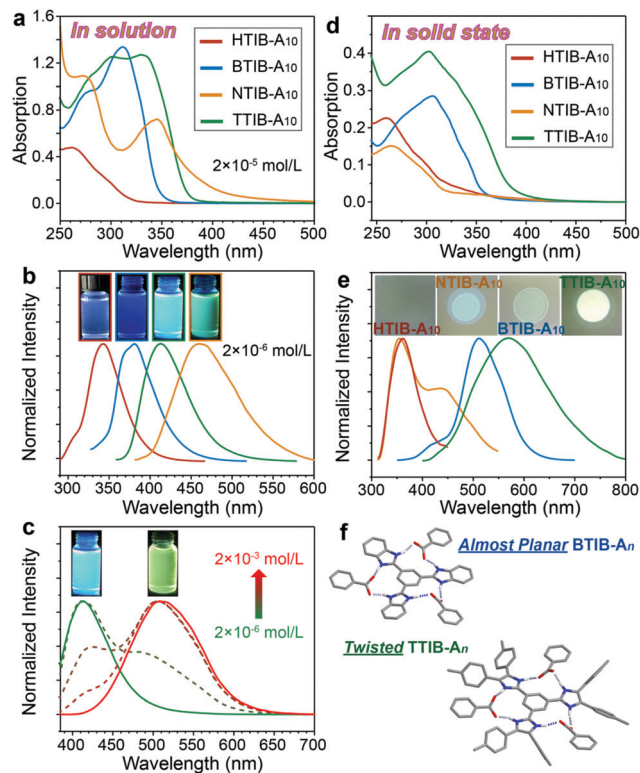 a
In solution
HTIB-A10
BTIB-A10
NTIB-A10
TTIB-A10
2×10-5 mol/L
Absorption
1.6
1.2
0.8
0.4
0.0
250 300 350 400 450 500
Wavelength (nm)
d
In solid state
HTIB-A10
BTIB-A10
NTIB-A10
TTIB-A10
Absorption
0.4
0.3
0.2
0.1
0.0
250 300 350 400 450 500
Wavelength (nm)
b
2×10-6 mol/L
Normalized Intensity
300 350 400 450 500 550 600
Wavelength (nm)
e
NTIB-A10
TTIB-A10
HTIB-A10
BTIB-A10
Normalized Intensity
300 400 500 600 700 800
Wavelength (nm)
c
2×10-3 mol/L
2×10-6 mol/L
Normalized Intensity
400 450 500 550 600 650 700
Wavelength (nm)
f
Almost Planar BTIB-An
Twisted TTIB-An